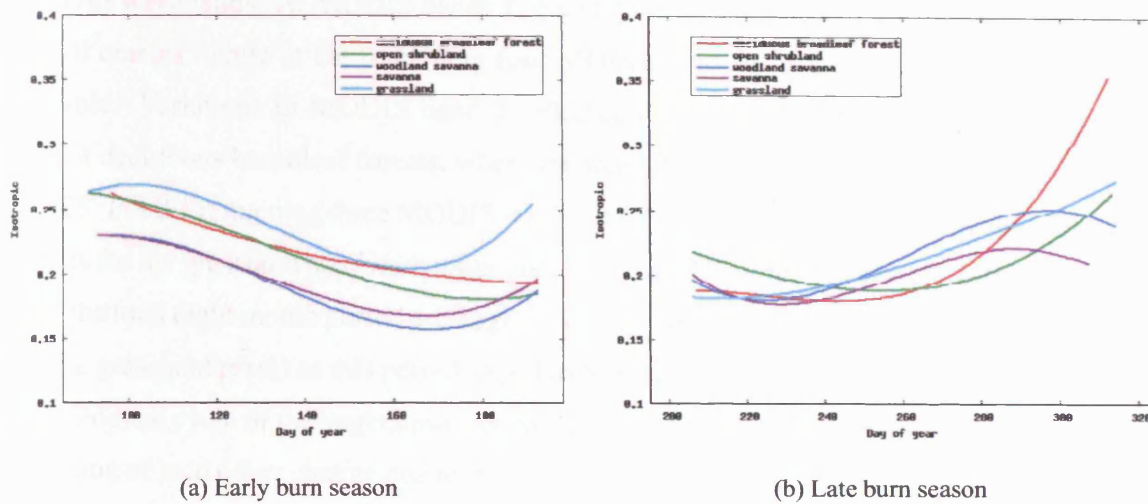 0.4
0.35
0.3
0.25
0.2
0.15
0.1
Isotropic
100
120
140
160
180
Day of year
deciduous broadleaf forest
open shrubland
woodland savanna
savanna
grassland
(a) Early burn season
0.4
0.35
0.3
0.25
0.2
0.15
0.1
Isotropic
200
220
240
260
280
300
320
Day of year
deciduous broadleaf forest
open shrubland
woodland savanna
savanna
grassland
(b) Late burn season